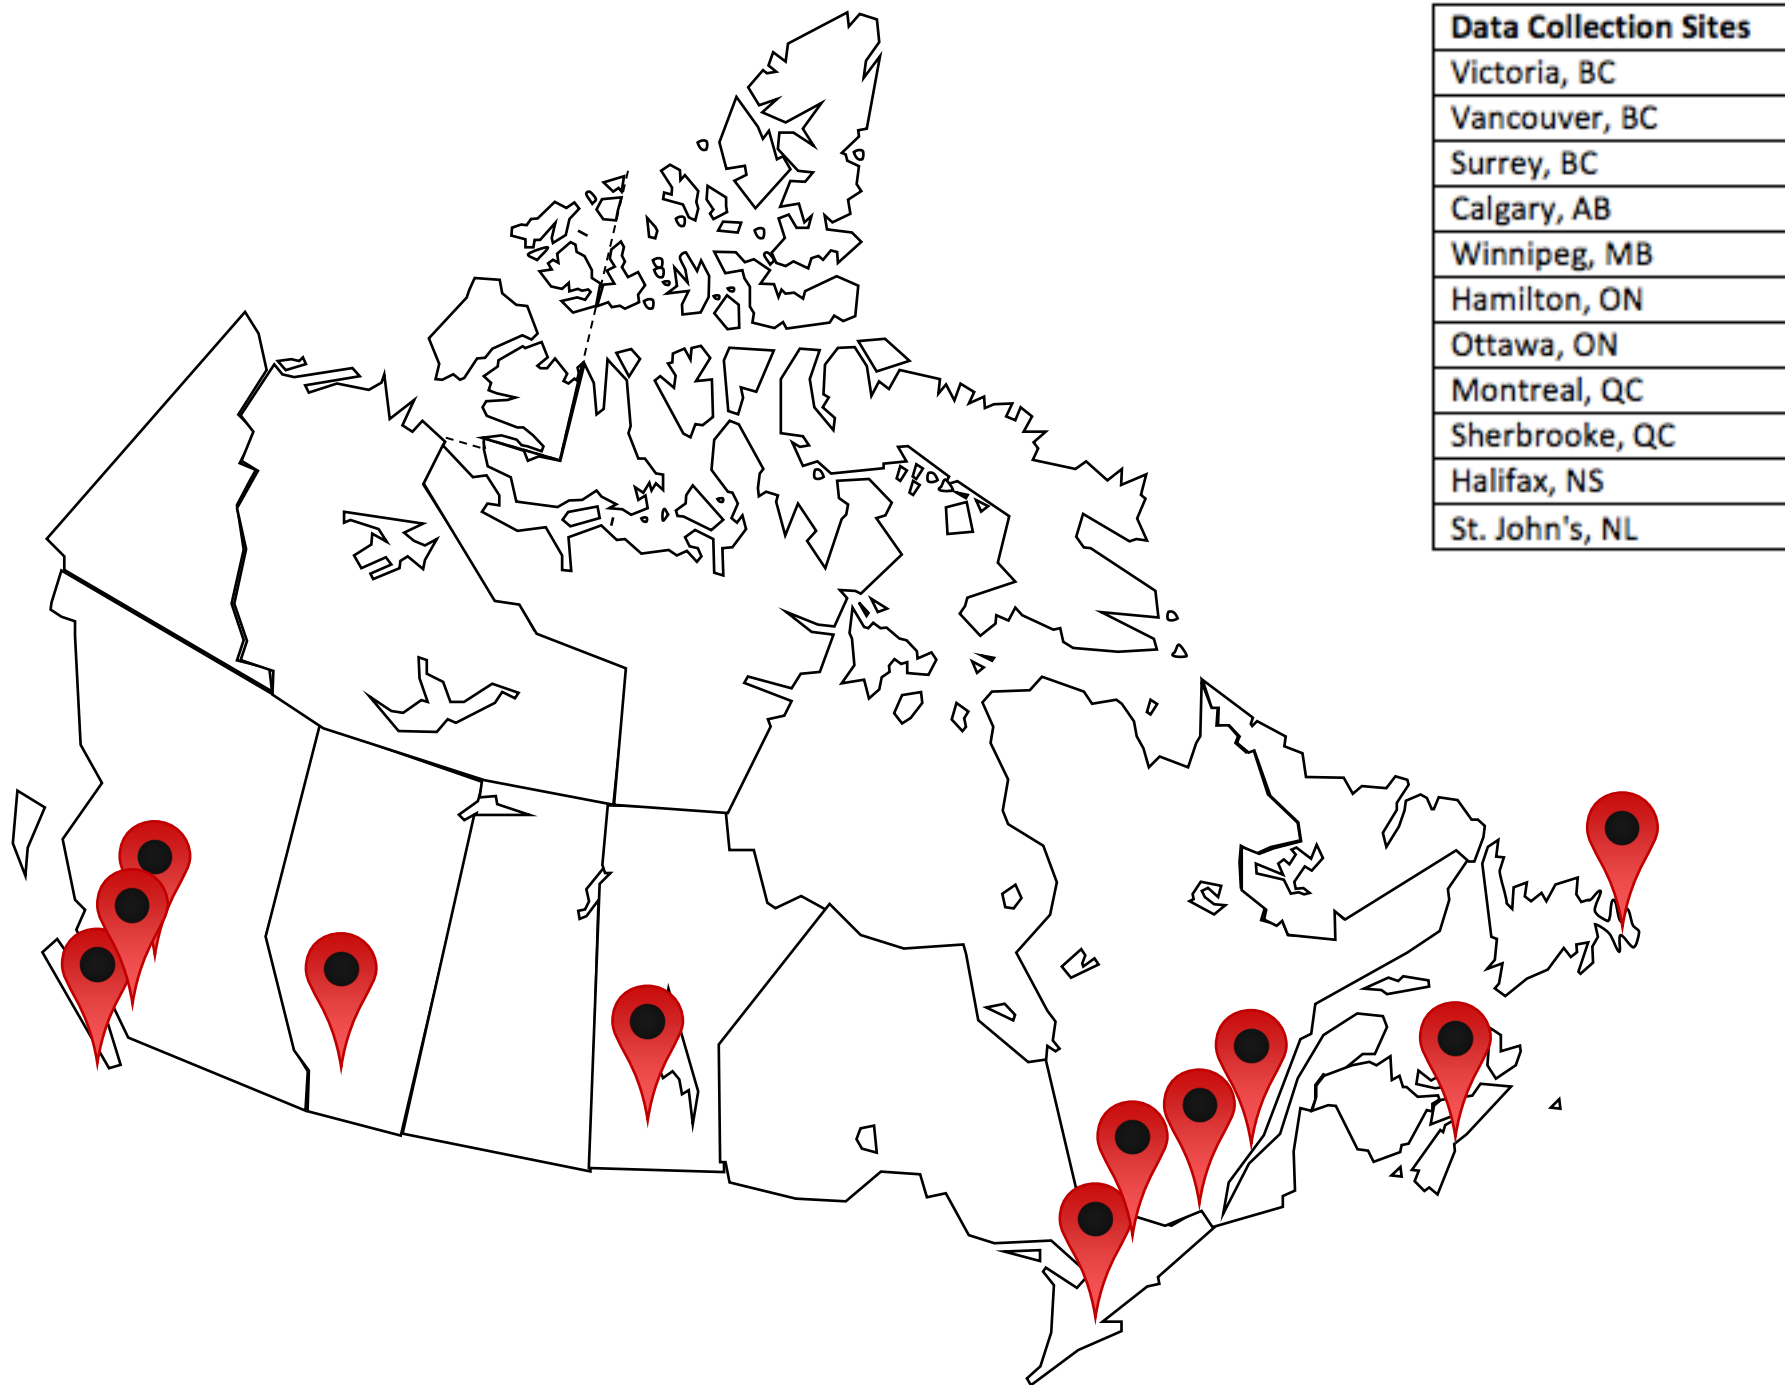 Data Collection Sites
Victoria, BC
Vancouver, BC
Surrey, BC
Calgary, AB
Winnipeg, MB
Hamilton, ON
Ottawa, ON
Montreal, QC
Sherbrooke, QC
Halifax, NS
St. John's, NL